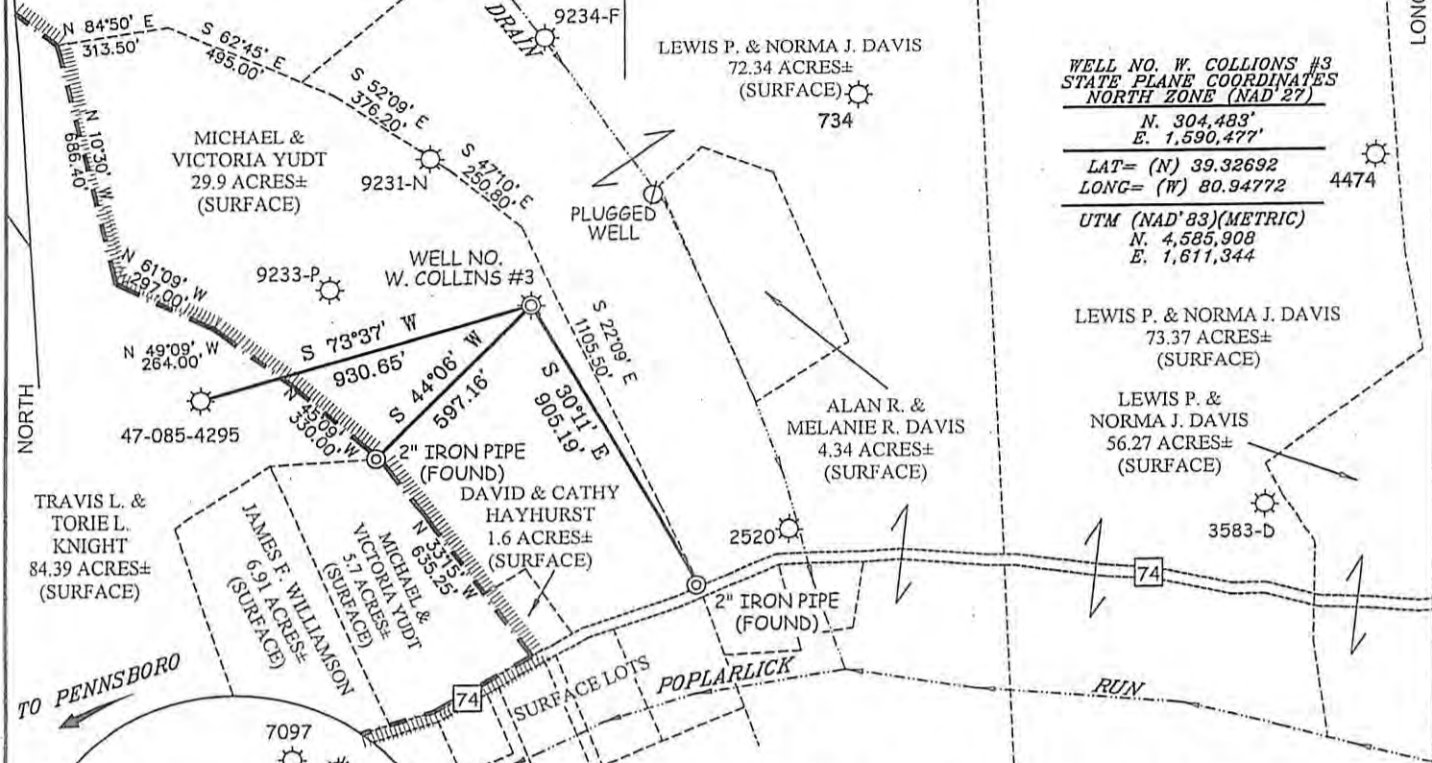 N 84°50' E
313.50'
S 62°45' E
495.00'
S 52°09' E
376.20'
S 47°10' E
250.80'
DRAIN
9234-F
LEWIS P. & NORMA J. DAVIS
72.34 ACRES±
(SURFACE)
734
LONG
WELL NO. W. COLLIONS #3
STATE PLANE COORDINATES
NORTH ZONE (NAD'27)
N. 304,483'
E. 1,590,477'
LAT= (N) 39.32692
LONG= (W) 80.94772
UTM (NAD'83)(METRIC)
N. 4,585,908
E. 1,611,344
4474
N 10°30' W
686.40'
MICHAEL &
VICTORIA YUDT
29.9 ACRES±
(SURFACE)
9231-N
PLUGGED
WELL
N 61°09' W
297.00'
9233-P
WELL NO.
W. COLLINS #3
S 22°09' E
1105.50'
N 49°09' W
264.00'
S 73°37' W
930.65'
S 44°06' W
597.16'
S 30°11' E
905.19'
LEWIS P. & NORMA J. DAVIS
73.37 ACRES±
(SURFACE)
NORTH
47-085-4295
N 45°09' W
330.00'
2" IRON PIPE
(FOUND)
ALAN R. &
MELANIE R. DAVIS
4.34 ACRES±
(SURFACE)
LEWIS P. &
NORMA J. DAVIS
56.27 ACRES±
(SURFACE)
TRAVIS L. &
TORIE L.
KNIGHT
84.39 ACRES±
(SURFACE)
JAMES F. WILLIAMSON
6.91 ACRES±
(SURFACE)
MICHAEL &
VICTORIA YUDT
5.7 ACRES±
(SURFACE)
N 33°15' W
635.25'
DAVID & CATHY
HAYHURST
1.6 ACRES±
(SURFACE)
2520
3583-D
74
2" IRON PIPE
(FOUND)
TO PENNSBORO
74
SURFACE LOTS
POPLARLICK
RUN
7097